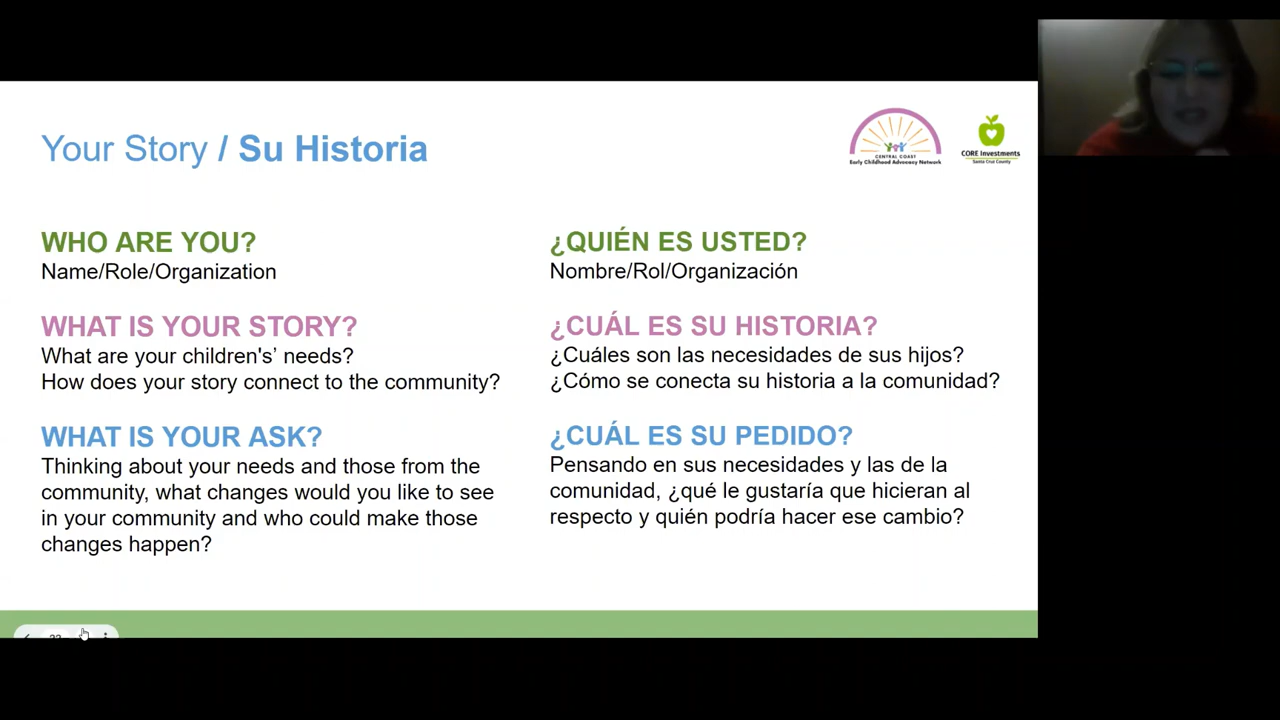 Your Story / Su Historia
CENTRAL COAST
Early Childhood Advocacy Network
CORE Investments
Santa Cruz County
WHO ARE YOU?
Name/Role/Organization
WHAT IS YOUR STORY?
What are your children's’ needs?
How does your story connect to the community?
WHAT IS YOUR ASK?
Thinking about your needs and those from the
community, what changes would you like to see
in your community and who could make those
changes happen?
¿QUIÉN ES USTED?
Nombre/Rol/Organización
¿CUÁL ES SU HISTORIA?
¿Cuáles son las necesidades de sus hijos?
¿Cómo se conecta su historia a la comunidad?
¿CUÁL ES SU PEDIDO?
Pensando en sus necesidades y las de la
comunidad, ¿qué le gustaría que hicieran al
respecto y quién podría hacer ese cambio?